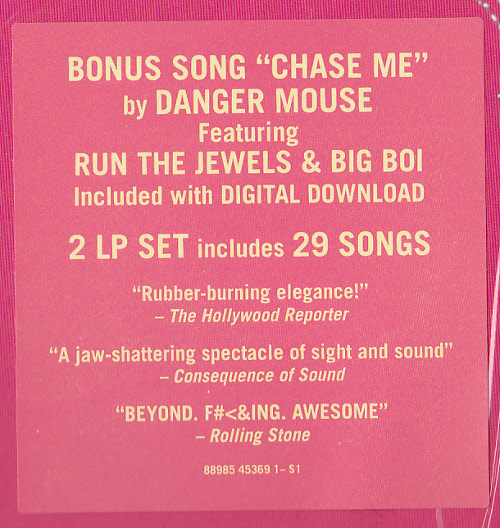 BONUS SONG “CHASE ME”
by DANGER MOUSE
Featuring
RUN THE JEWELS & BIG BOI
Included with DIGITAL DOWNLOAD
2 LP SET includes 29 SONGS
“Rubber-burning elegance!”
– The Hollywood Reporter
“A jaw-shattering spectacle of sight and sound”
– Consequence of Sound
“BEYOND. F#<&ING. AWESOME”
– Rolling Stone
88985 45369 1– S1